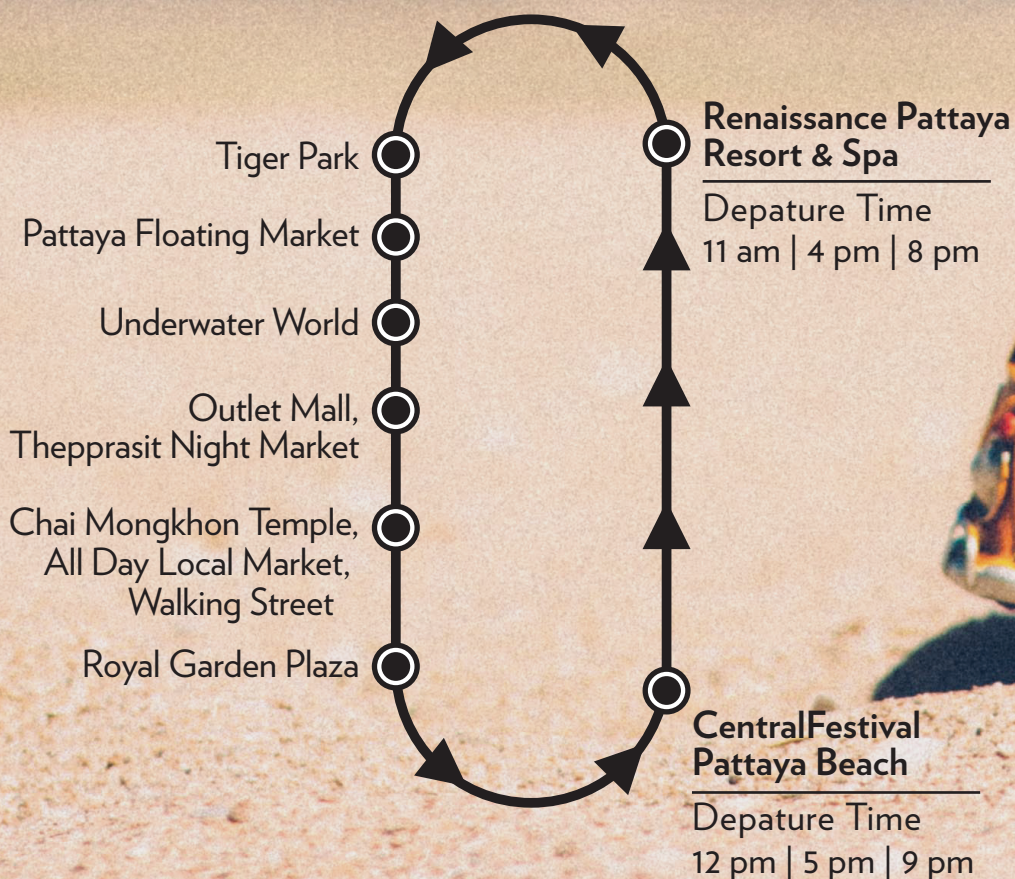 Renaissance Pattaya
Resort & Spa
Depature Time
11 am | 4 pm | 8 pm
Tiger Park
Pattaya Floating Market
Underwater World
Outlet Mall,
Thepprasit Night Market
Chai Mongkhon Temple,
All Day Local Market,
Walking Street
Royal Garden Plaza
CentralFestival
Pattaya Beach
Depature Time
12 pm | 5 pm | 9 pm